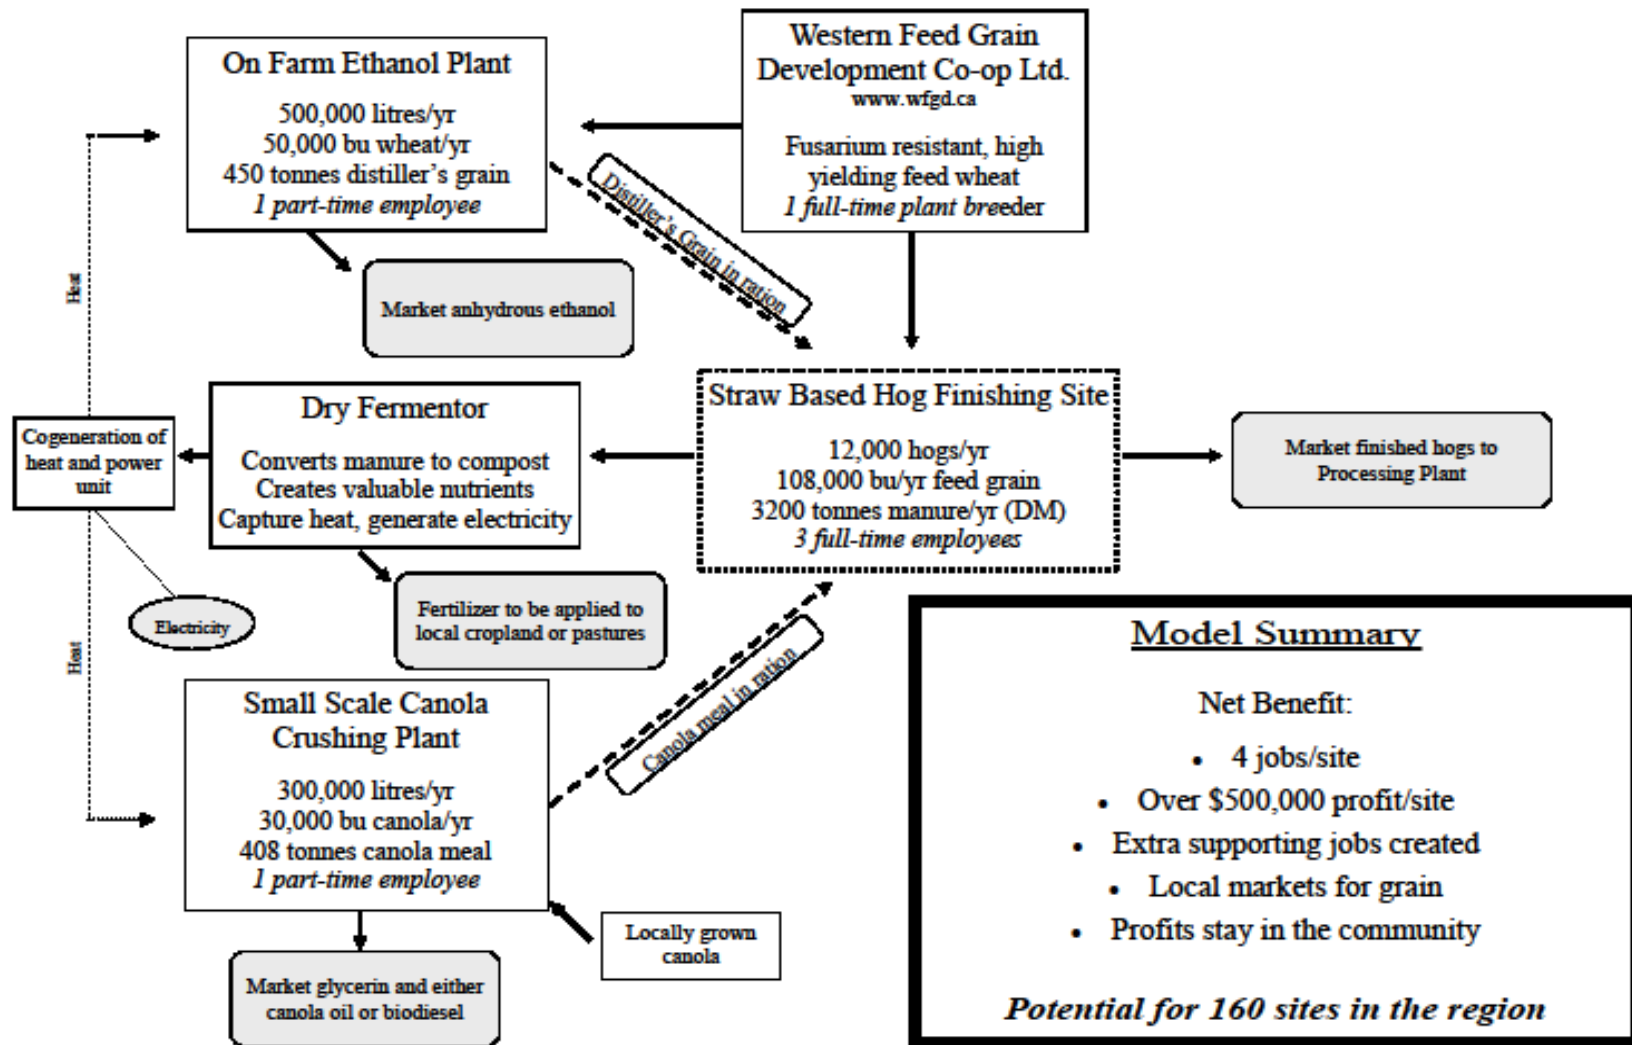 On Farm Ethanol Plant
500,000 litres/yr
50,000 bu wheat/yr
450 tonnes distiller's grain
1 part-time employee
Western Feed Grain
Development Co-op Ltd.
www.wfgd.ca
Fusarium resistant, high
yielding feed wheat
1 full-time plant breeder
Distiller's Grain in ration
Heat
Market anhydrous ethanol
Dry Fermentor
Converts manure to compost
Creates valuable nutrients
Capture heat, generate electricity
Straw Based Hog Finishing Site
12,000 hogs/yr
108,000 bu/yr feed grain
3200 tonnes manure/yr (DM)
3 full-time employees
Market finished hogs to
Processing Plant
Cogeneration of
heat and power
unit
Electricity
Heat
Fertilizer to be applied to
local cropland or pastures
Canola meal in ration
Small Scale Canola
Crushing Plant
300,000 litres/yr
30,000 bu canola/yr
408 tonnes canola meal
1 part-time employee
Locally grown
canola
Market glycerin and either
canola oil or biodiesel
Model Summary
Net Benefit:
• 4 jobs/site
• Over $500,000 profit/site
• Extra supporting jobs created
• Local markets for grain
• Profits stay in the community
Potential for 160 sites in the region